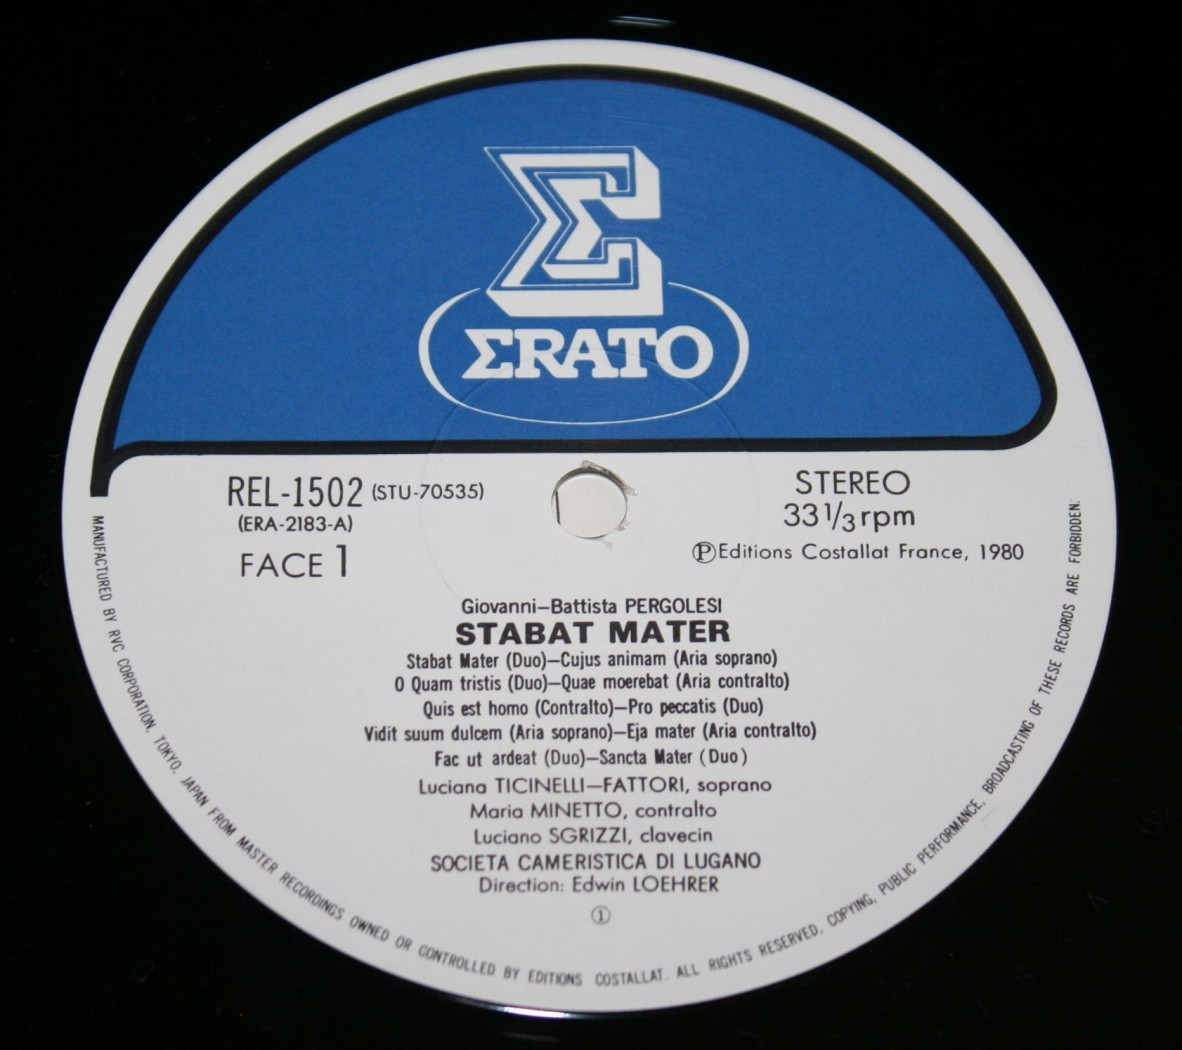 Σ
ΣRATO
REL-1502 (STU-70535)
(ERA-2183-A)
FACE 1
STEREO
33 1/3 rpm
Ⓟ Editions Costallat France, 1980
Giovanni–Battista PERGOLESI
STABAT MATER
Stabat Mater (Duo)–Cujus animam (Aria soprano)
O Quam tristis (Duo)–Quae moerebat (Aria contralto)
Quis est homo (Contralto)–Pro peccatis (Duo)
Vidit suum dulcem (Aria soprano)–Eja mater (Aria contralto)
Fac ut ardeat (Duo)–Sancta Mater (Duo)
Luciana TICINELLI–FATTORI, soprano
Maria MINETTO, contralto
Luciano SGRIZZI, clavecin
SOCIETA CAMERISTICA DI LUGANO
Direction: Edwin LOEHRER
①
MANUFACTURED BY RVC CORPORATION, TOKYO, JAPAN FROM MASTER RECORDINGS OWNED OR CONTROLLED BY EDITIONS COSTALLAT. ALL RIGHTS RESERVED. COPYING, PUBLIC PERFORMANCE, BROADCASTING OF THESE RECORDS ARE FORBIDDEN.